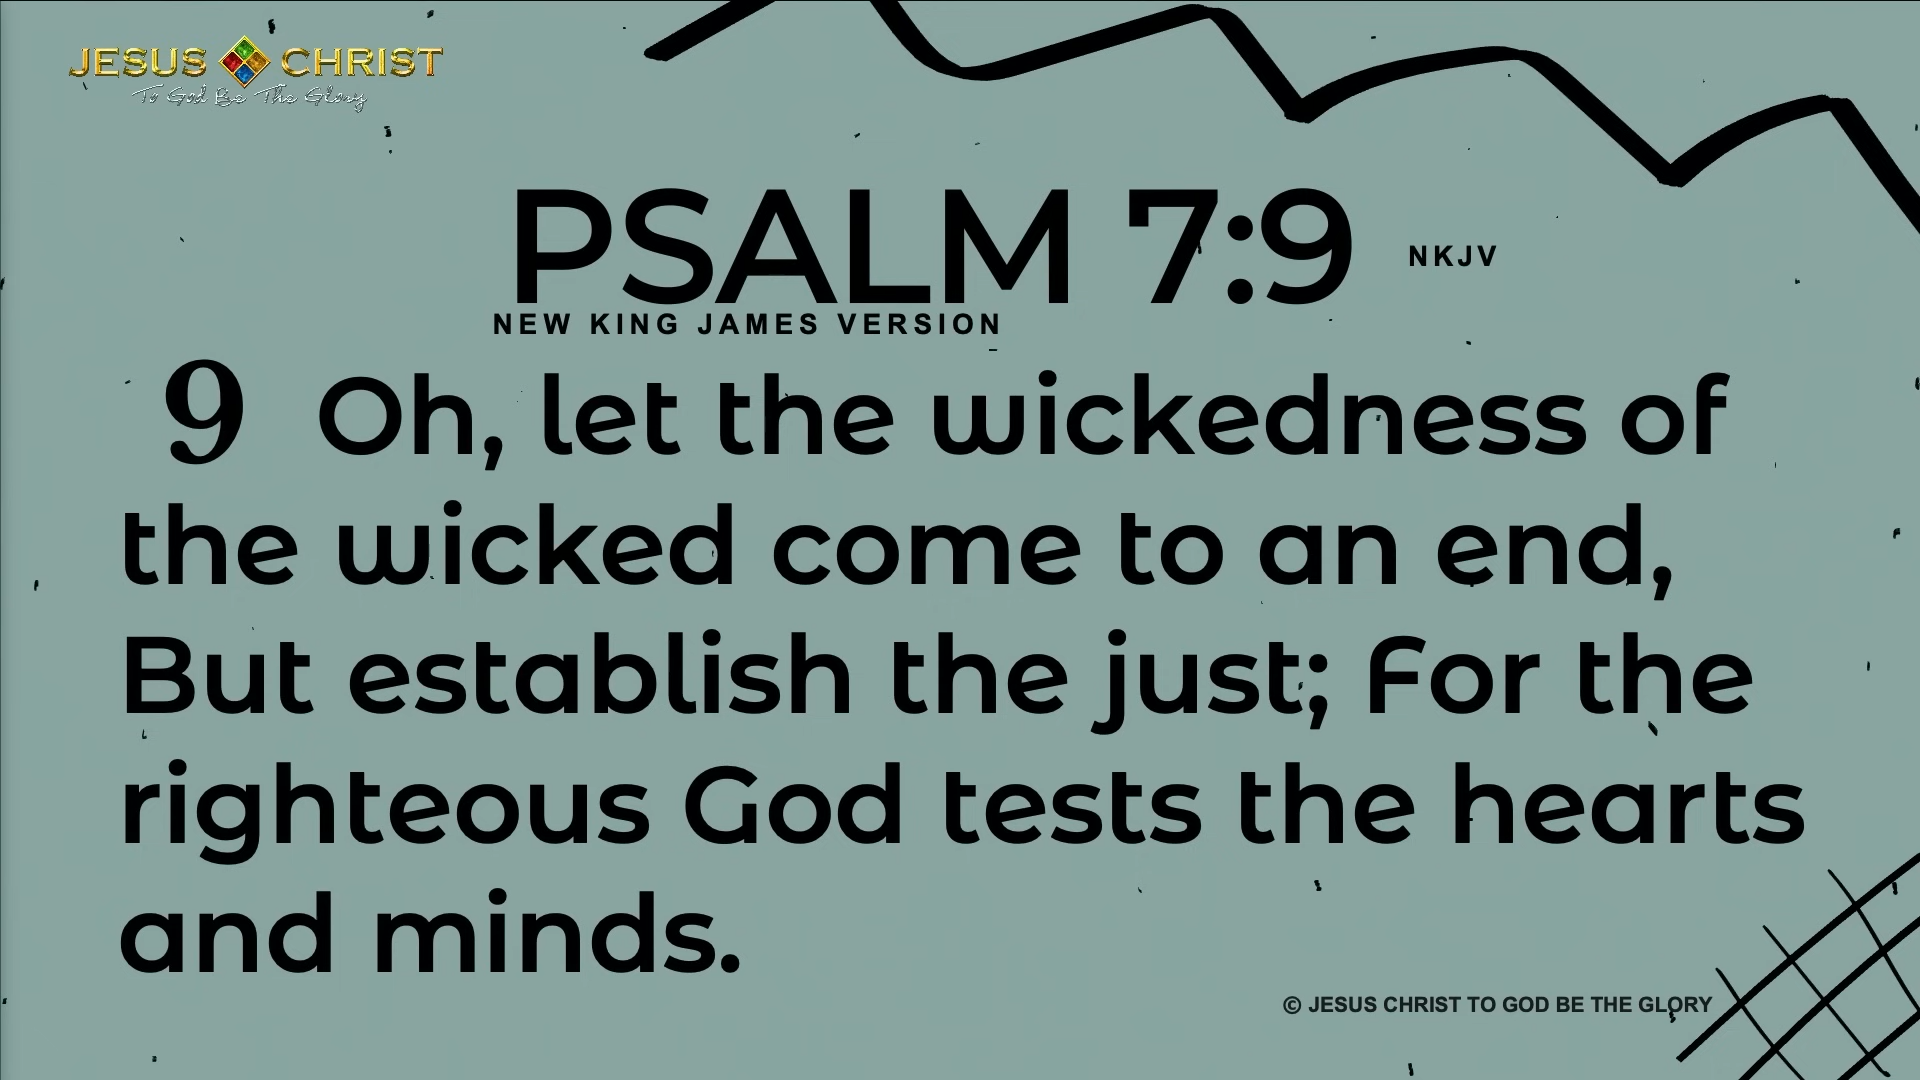 JESUS CHRIST
To God Be The Glory
PSALM 7:9 NKJV
NEW KING JAMES VERSION
9 Oh, let the wickedness of
the wicked come to an end,
But establish the just; For the
righteous God tests the hearts
and minds.
© JESUS CHRIST TO GOD BE THE GLORY